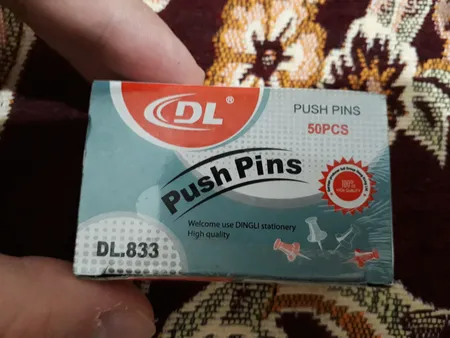 DL®
PUSH PINS
50PCS
Push Pins
Welcome use DINGLI stationery
High quality
DL.833